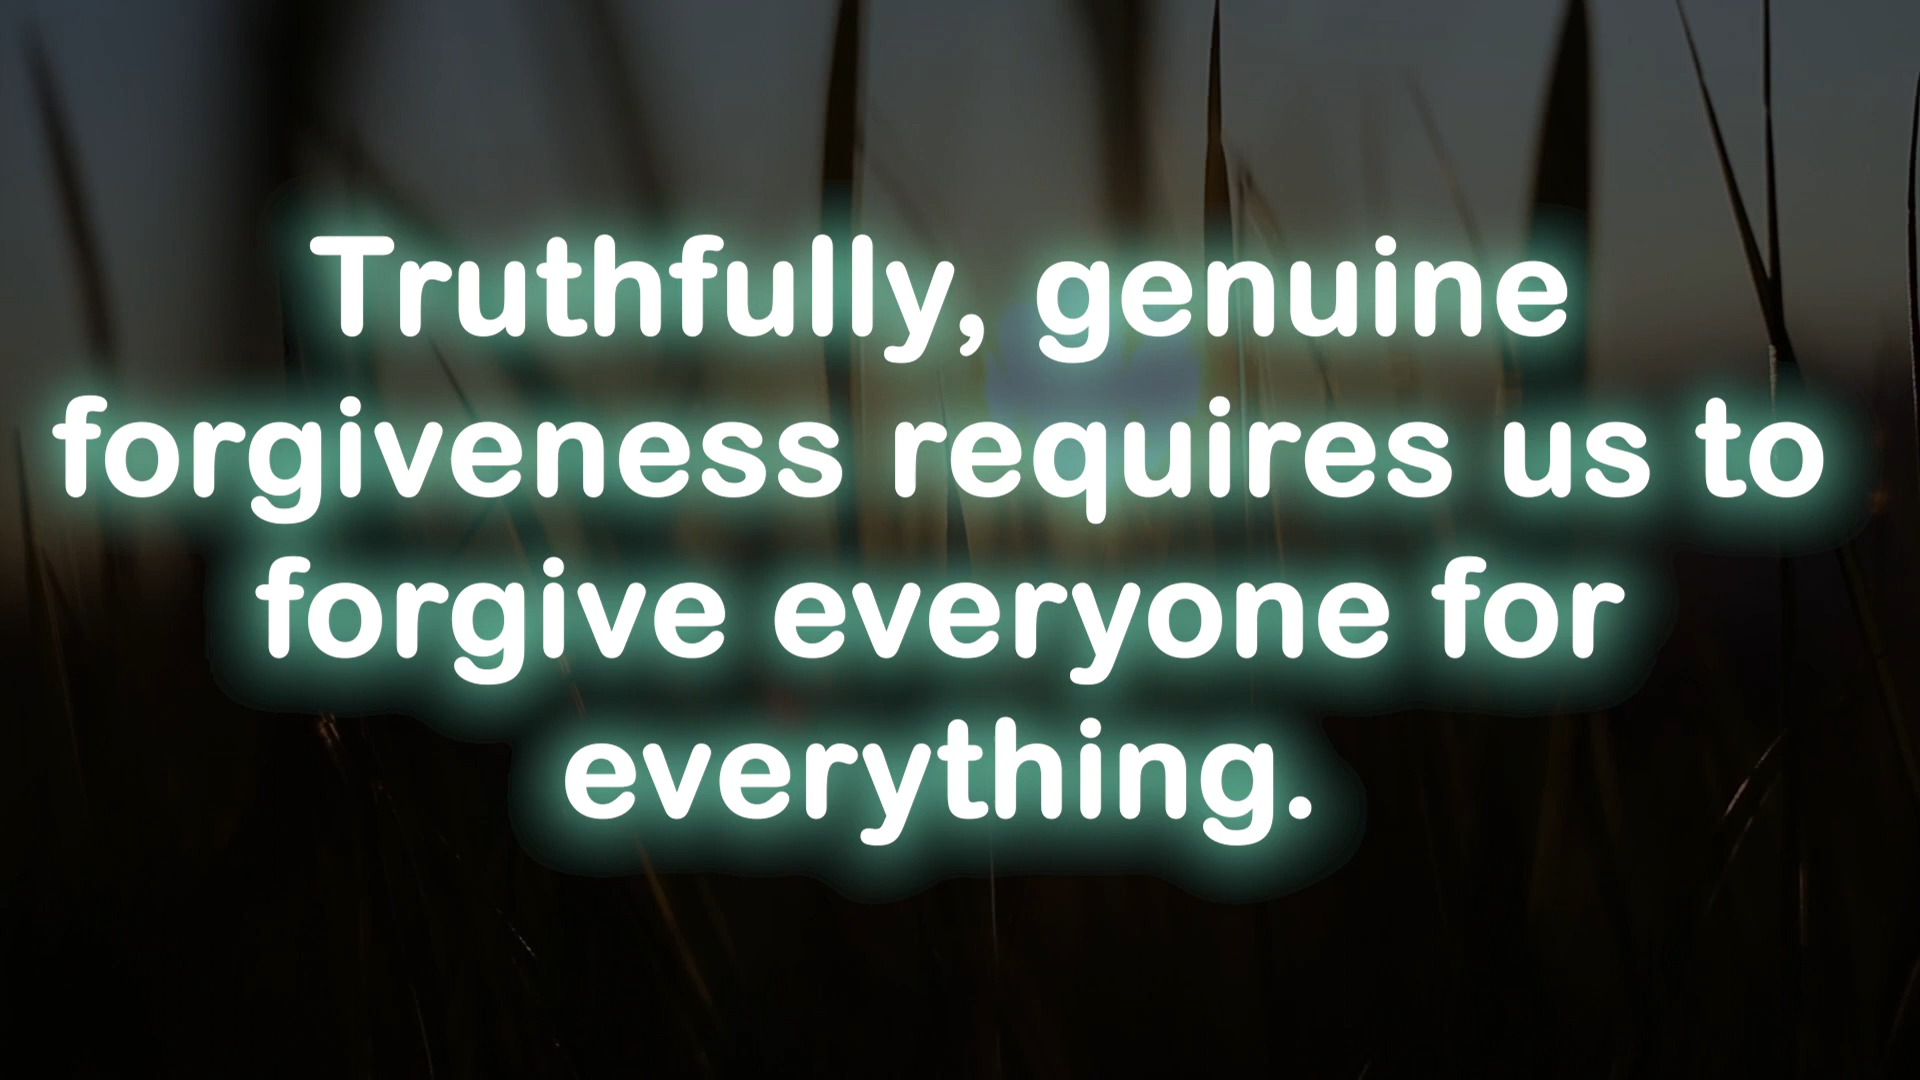 Truthfully, genuine
forgiveness requires us to
forgive everyone for
everything.